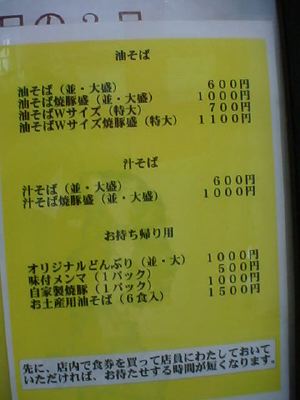 油そば
油そば（並・大盛） 600円
油そば焼豚盛（並・大盛） 1000円
油そばWサイズ（特大） 700円
油そばWサイズ焼豚盛（特大） 1100円
汁そば
汁そば（並・大盛） 600円
汁そば焼豚盛（並・大盛） 1000円
お持ち帰り用
オリジナルどんぶり（並・大） 1000円
味付メンマ（1パック） 500円
自家製焼豚（1パック） 1000円
お土産用油そば（6食入） 1500円
先に、店内で食券を買って店員にわたしておいて
いただければ、お待たせする時間が短くなります。